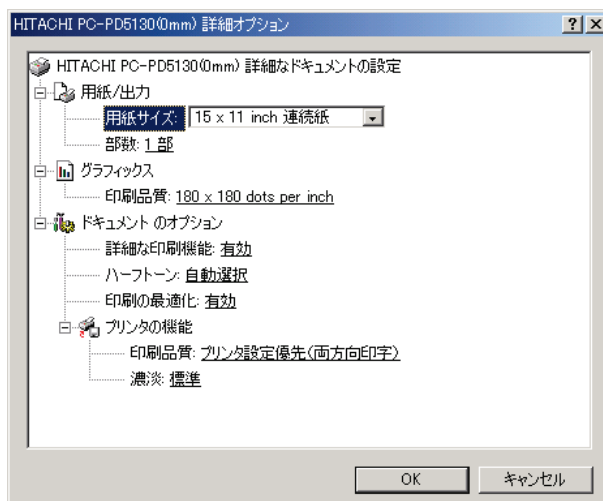 HITACHI PC-PD5130(0mm) 詳細オプション
HITACHI PC-PD5130(0mm) 詳細なドキュメントの設定
用紙/出力
用紙サイズ: 15 x 11 inch 連続紙
部数: 1 部
グラフィックス
印刷品質: 180 x 180 dots per inch
ドキュメント のオプション
詳細な印刷機能: 有効
ハーフトーン: 自動選択
印刷の最適化: 有効
プリンタの機能
印刷品質: プリンタ設定優先(両方向印字)
濃淡: 標準
OK キャンセル